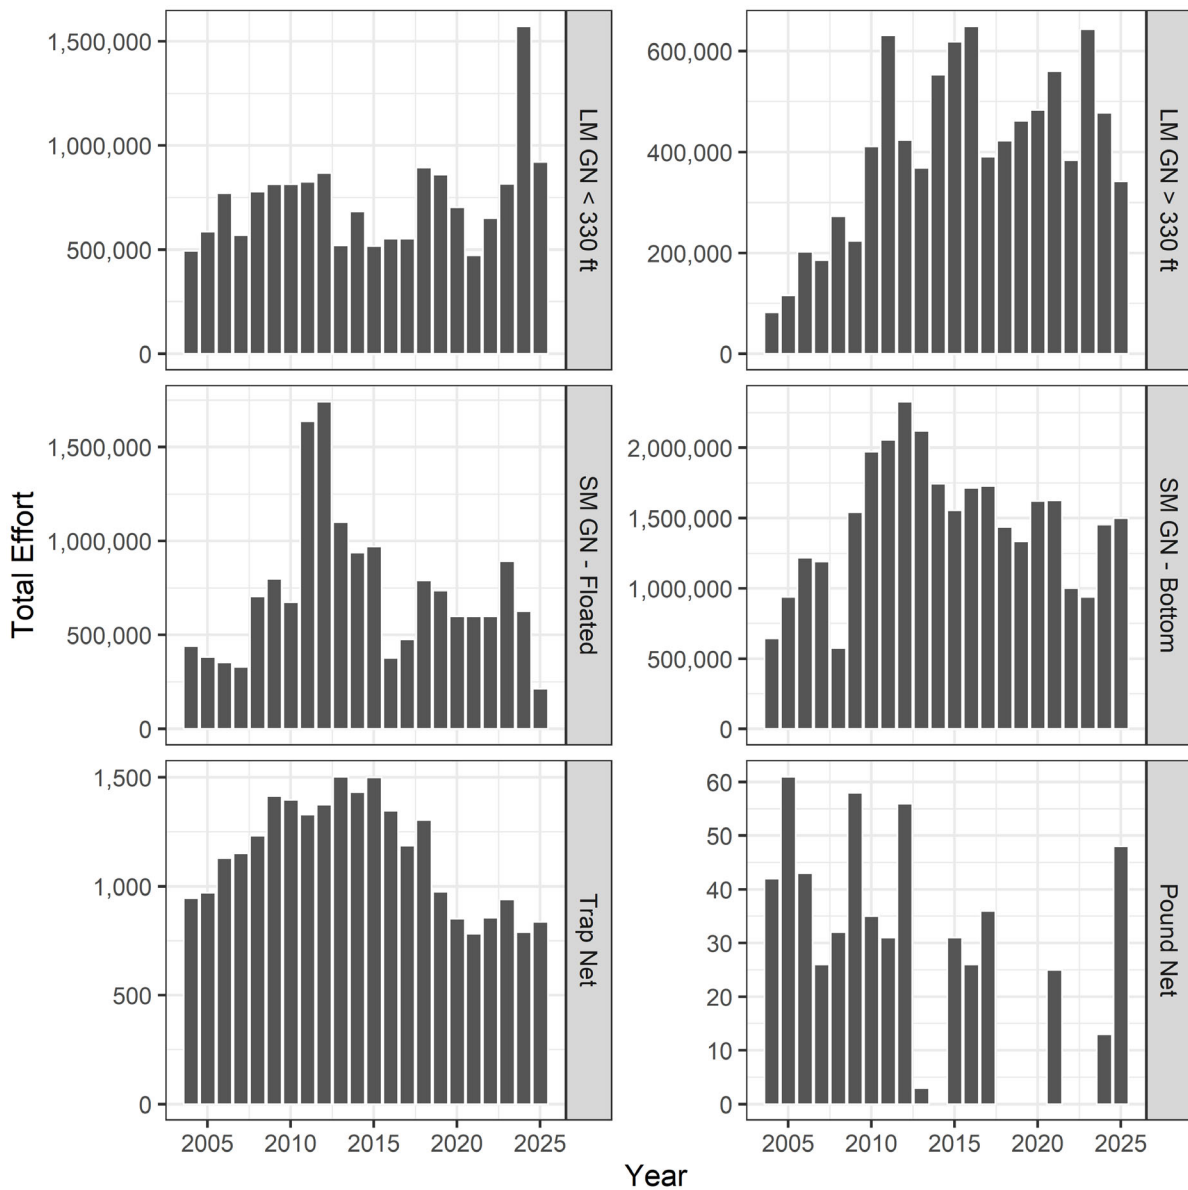 Total Effort
1,500,000
1,000,000
500,000
0
LM GN < 330 ft
600,000
400,000
200,000
0
LM GN > 330 ft
1,500,000
1,000,000
500,000
0
SM GN - Floated
2,000,000
1,500,000
1,000,000
500,000
0
SM GN - Bottom
1,500
1,000
500
0
Trap Net
60
50
40
30
20
10
0
Pound Net
2005 2010 2015 2020 2025
2005 2010 2015 2020 2025
Year